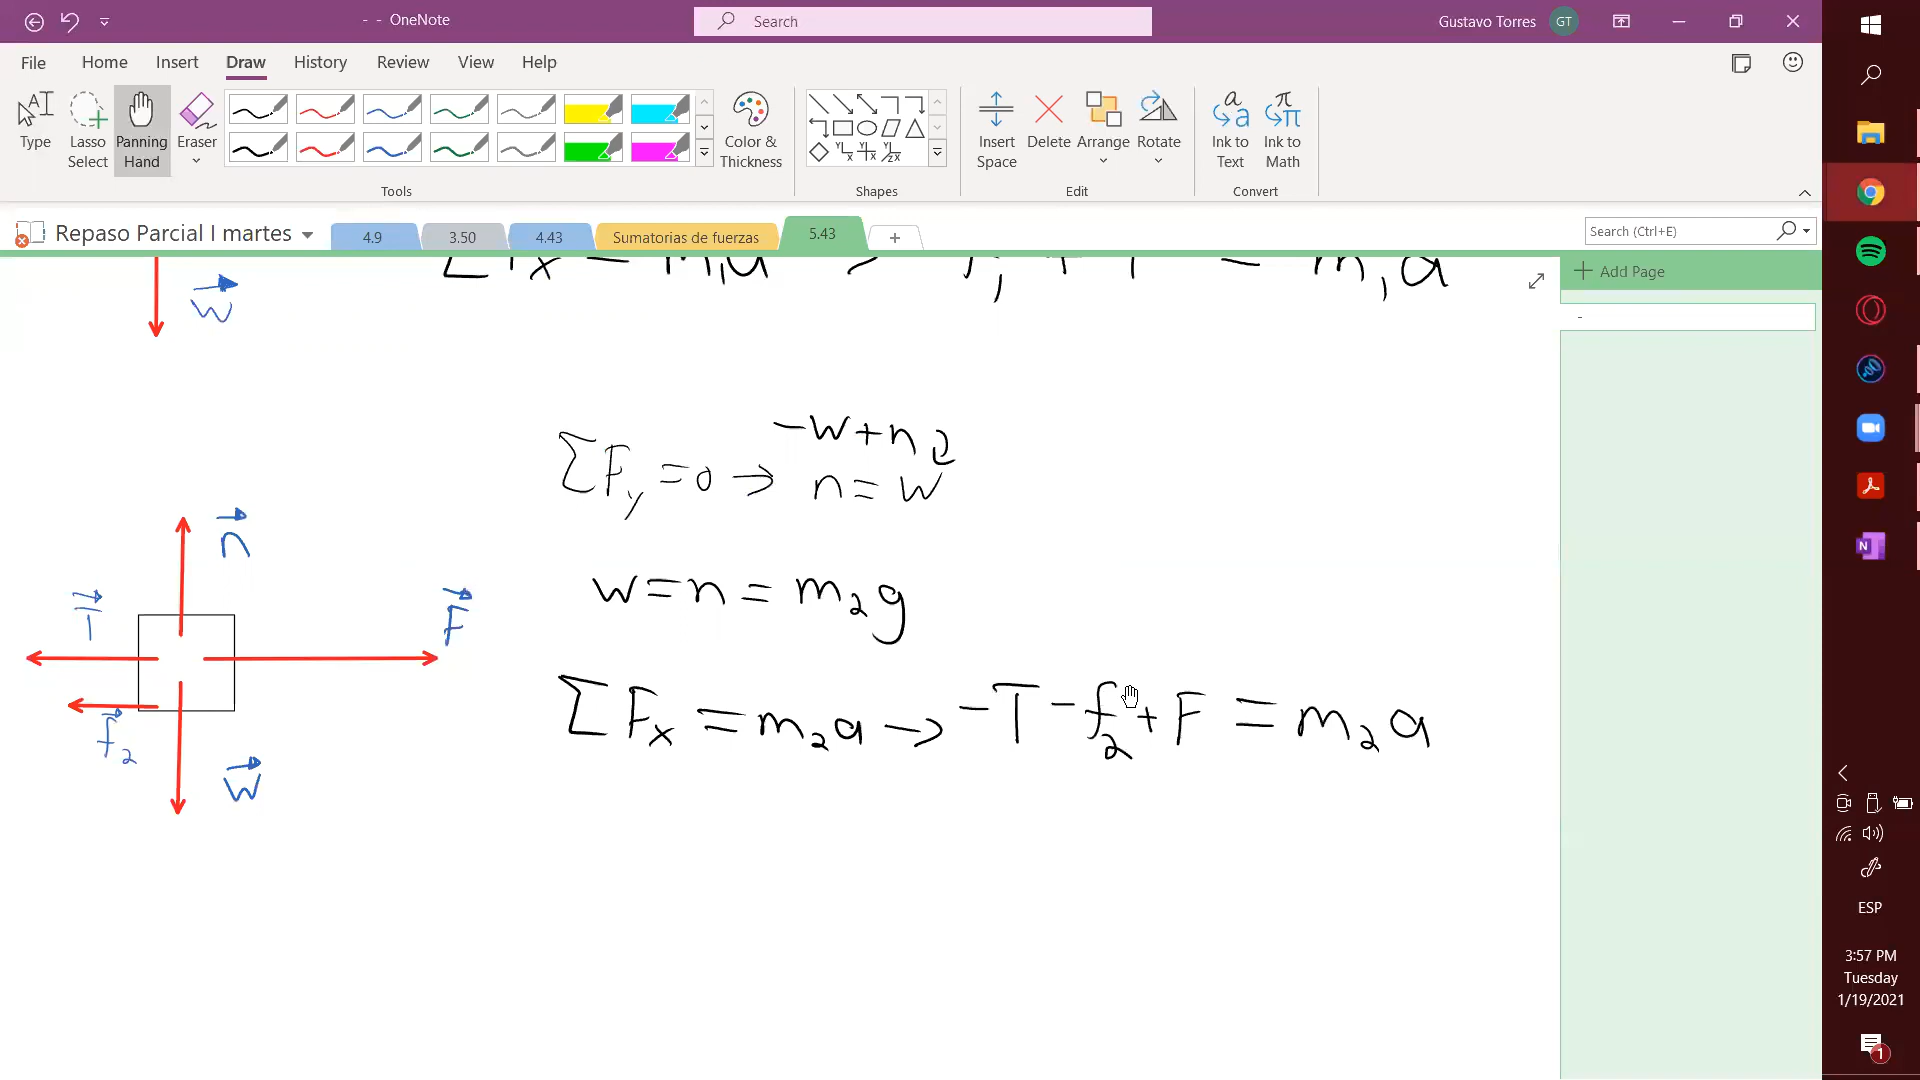 - - OneNote
Search
Gustavo Torres GT
File Home Insert Draw History Review View Help
Type
Lasso Select
Panning Hand
Eraser
Color & Thickness
Insert Space
Delete
Arrange
Rotate
Ink to Text
Ink to Math
Tools Shapes Edit Convert
Repaso Parcial I martes 4.9 3.50 4.43 Sumatorias de fuerzas 5.43 +
Search (Ctrl+E)
Add Page
-
w
-w+n
ΣFy=0→ n=w
n
w=n=m₂g
T
F
ΣFx=m₂a→-T-f₂+F=m₂a
f₂
w
ESP
3:57 PM
Tuesday
1/19/2021
1